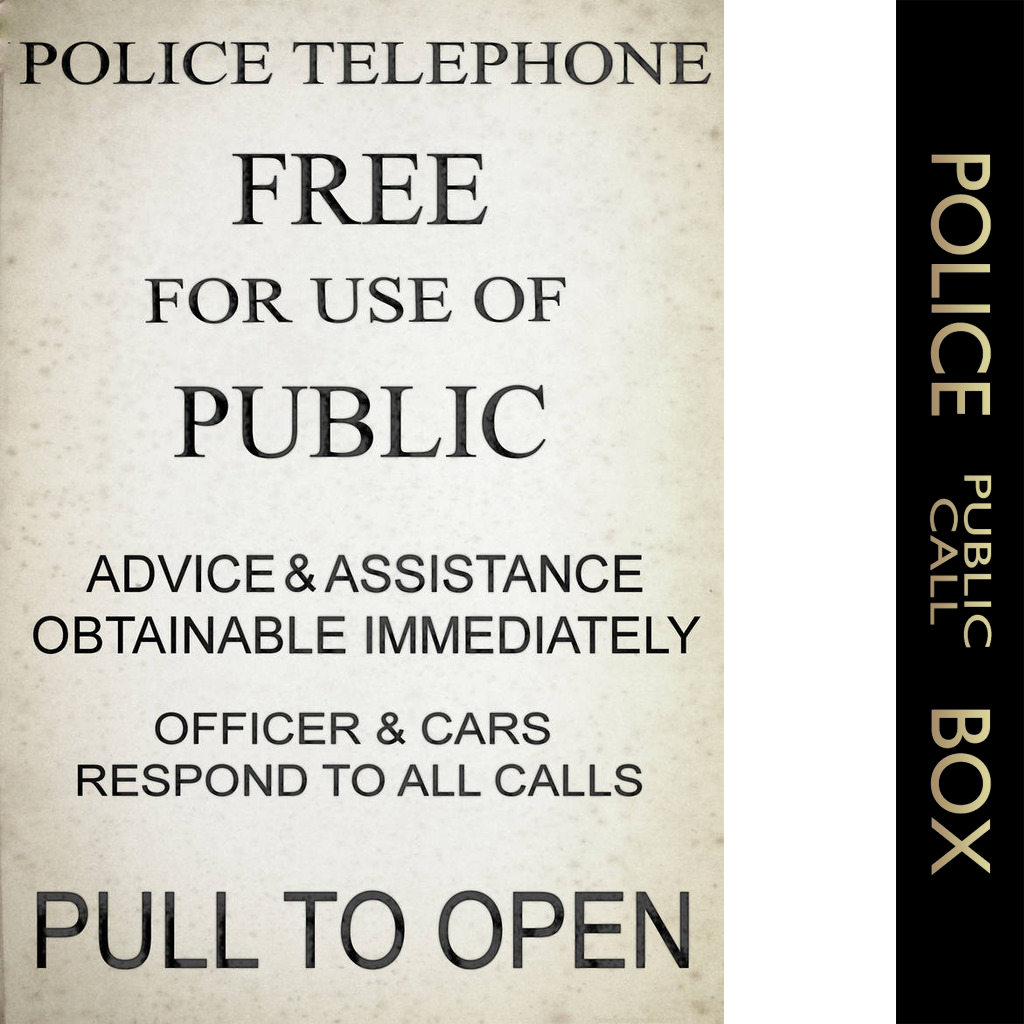 POLICE TELEPHONE
FREE
FOR USE OF
PUBLIC
ADVICE & ASSISTANCE
OBTAINABLE IMMEDIATELY
OFFICER & CARS
RESPOND TO ALL CALLS
PULL TO OPEN
POLICE PUBLIC CALL BOX